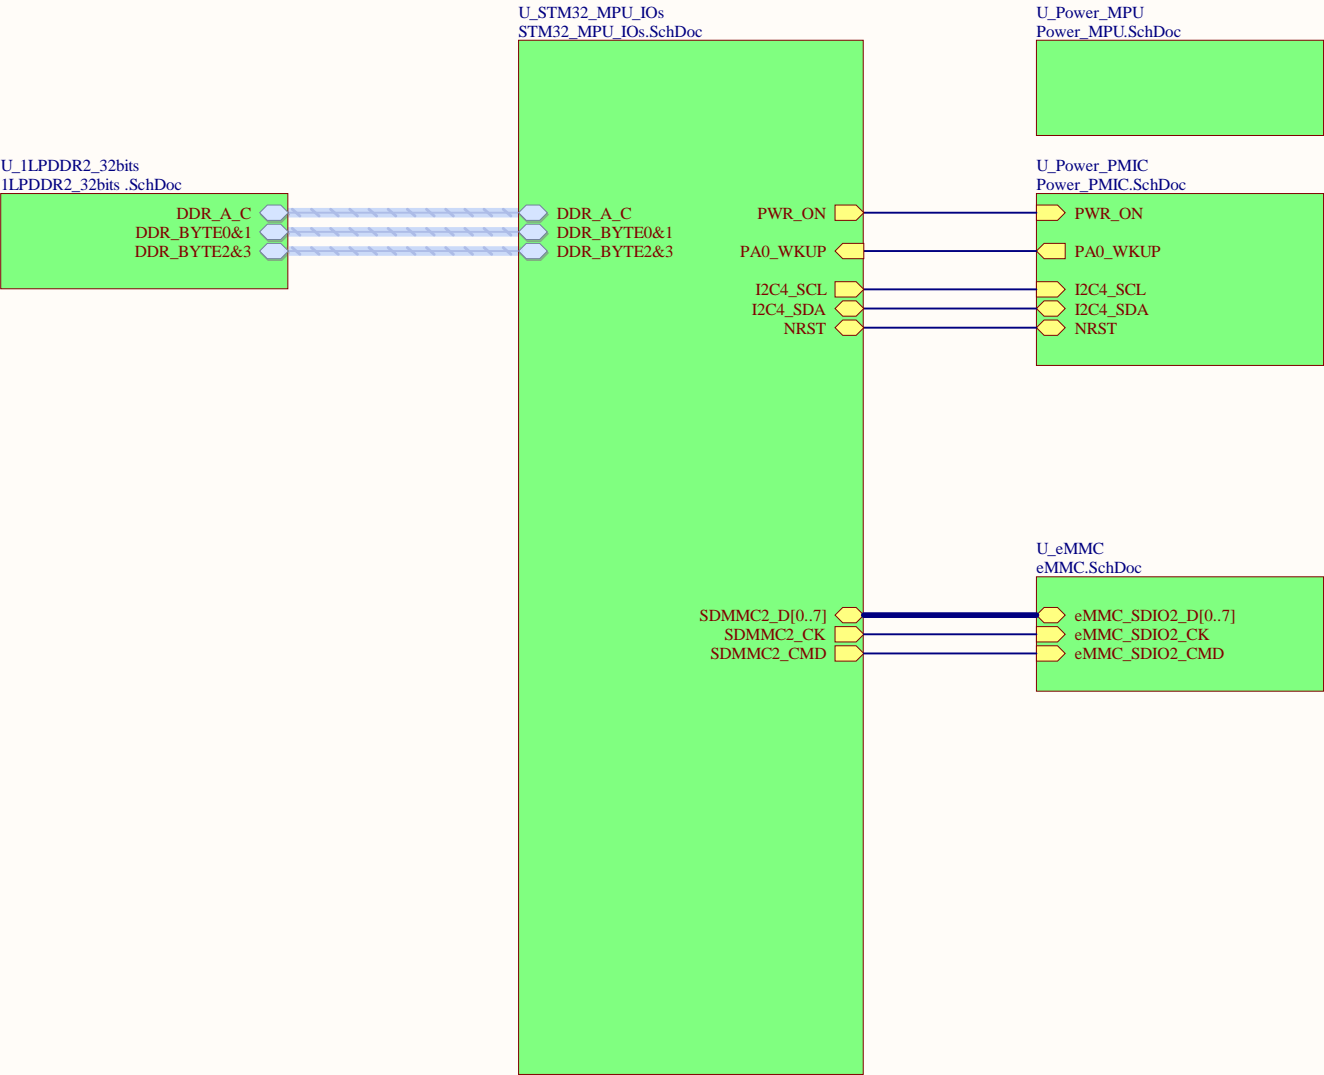 U_STM32_MPU_IOs
STM32_MPU_IOs.SchDoc
U_Power_MPU
Power_MPU.SchDoc
U_1LPDDR2_32bits
1LPDDR2_32bits .SchDoc
U_Power_PMIC
Power_PMIC.SchDoc
DDR_A_C
DDR_BYTE0&1
DDR_BYTE2&3
DDR_A_C
DDR_BYTE0&1
DDR_BYTE2&3
PWR_ON
PA0_WKUP
I2C4_SCL
I2C4_SDA
NRST
PWR_ON
PA0_WKUP
I2C4_SCL
I2C4_SDA
NRST
U_eMMC
eMMC.SchDoc
SDMMC2_D[0..7]
SDMMC2_CK
SDMMC2_CMD
eMMC_SDIO2_D[0..7]
eMMC_SDIO2_CK
eMMC_SDIO2_CMD